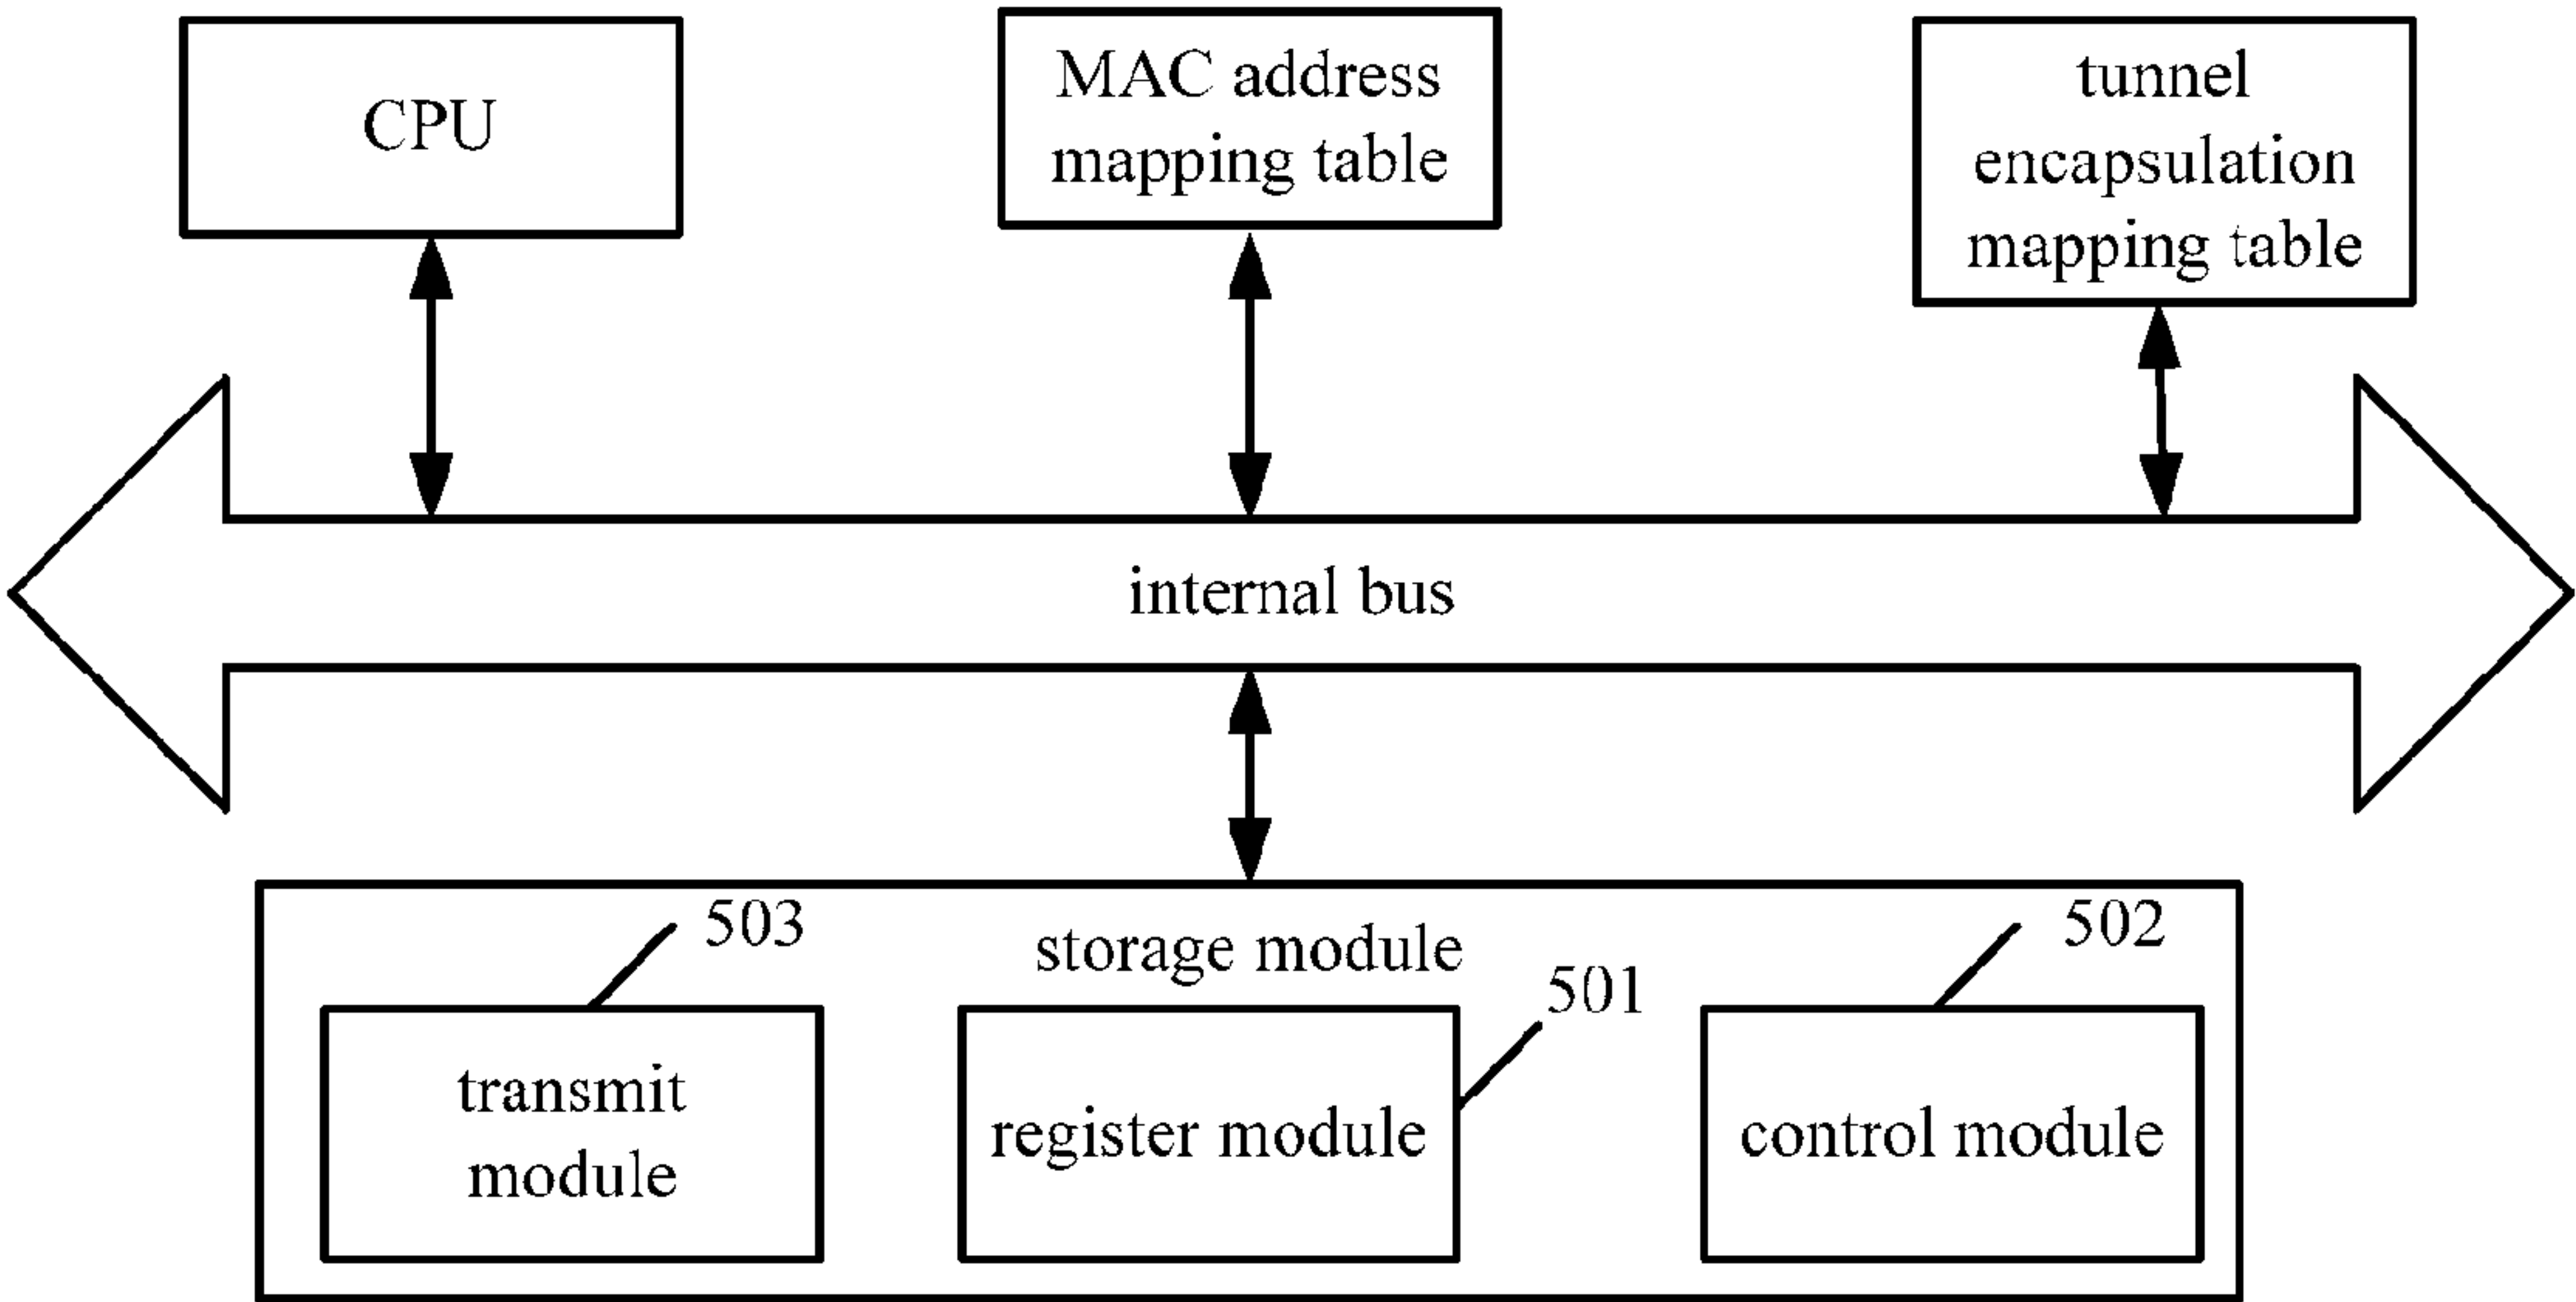 CPU
MAC address
mapping table
tunnel
encapsulation
mapping table
internal bus
storage module
503
transmit
module
501
register module
502
control module